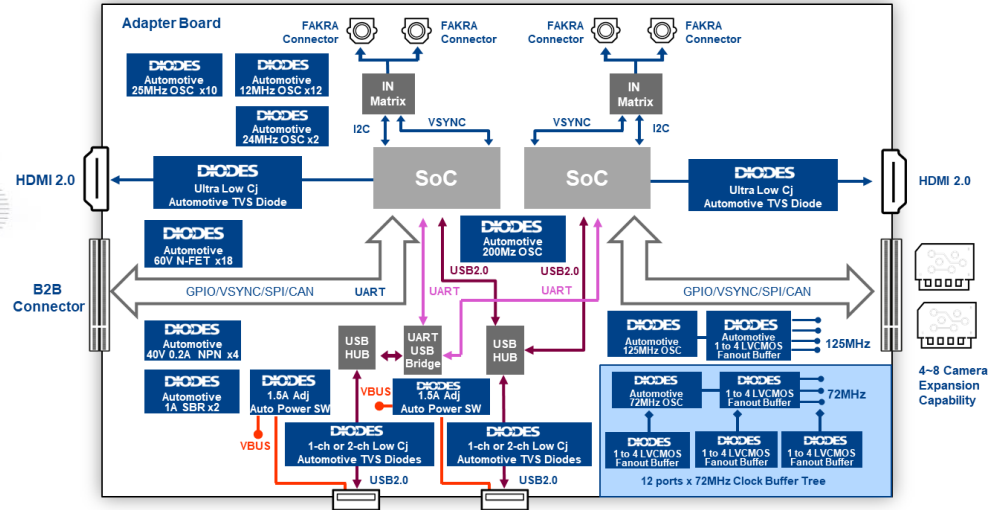 Adapter Board
FAKRA
Connector
FAKRA
Connector
FAKRA
Connector
FAKRA
Connector
DIODES
Automotive
25MHz OSC x10
DIODES
Automotive
12MHz OSC x12
DIODES
Automotive
24MHz OSC x2
IN
Matrix
IN
Matrix
I2C
VSYNC
VSYNC
I2C
HDMI 2.0
DIODES
Ultra Low Cj
Automotive TVS Diode
SoC
SoC
DIODES
Ultra Low Cj
Automotive TVS Diode
HDMI 2.0
DIODES
Automotive
60V N-FET x18
DIODES
Automotive
200Mz OSC
B2B
Connector
GPIO/VSYNC/SPI/CAN
UART
USB2.0
USB2.0
UART
GPIO/VSYNC/SPI/CAN
DIODES
Automotive
40V 0.2A NPN x4
USB
HUB
UART
USB
Bridge
USB
HUB
DIODES
Automotive
125MHz OSC
DIODES
Automotive
1 to 4 LVCMOS
Fanout Buffer
125MHz
4~8 Camera
Expansion
Capability
DIODES
Automotive
1A SBR x2
DIODES
1.5A Adj
Auto Power SW
VBUS
VBUS
DIODES
1.5A Adj
Auto Power SW
DIODES
Automotive
72MHz OSC
DIODES
1 to 4 LVCMOS
Fanout Buffer
72MHz
DIODES
1-ch or 2-ch Low Cj
Automotive TVS Diodes
DIODES
1-ch or 2-ch Low Cj
Automotive TVS Diodes
DIODES
1 to 4 LVCMOS
Fanout Buffer
DIODES
1 to 4 LVCMOS
Fanout Buffer
DIODES
1 to 4 LVCMOS
Fanout Buffer
USB2.0
USB2.0
12 ports x 72MHz Clock Buffer Tree